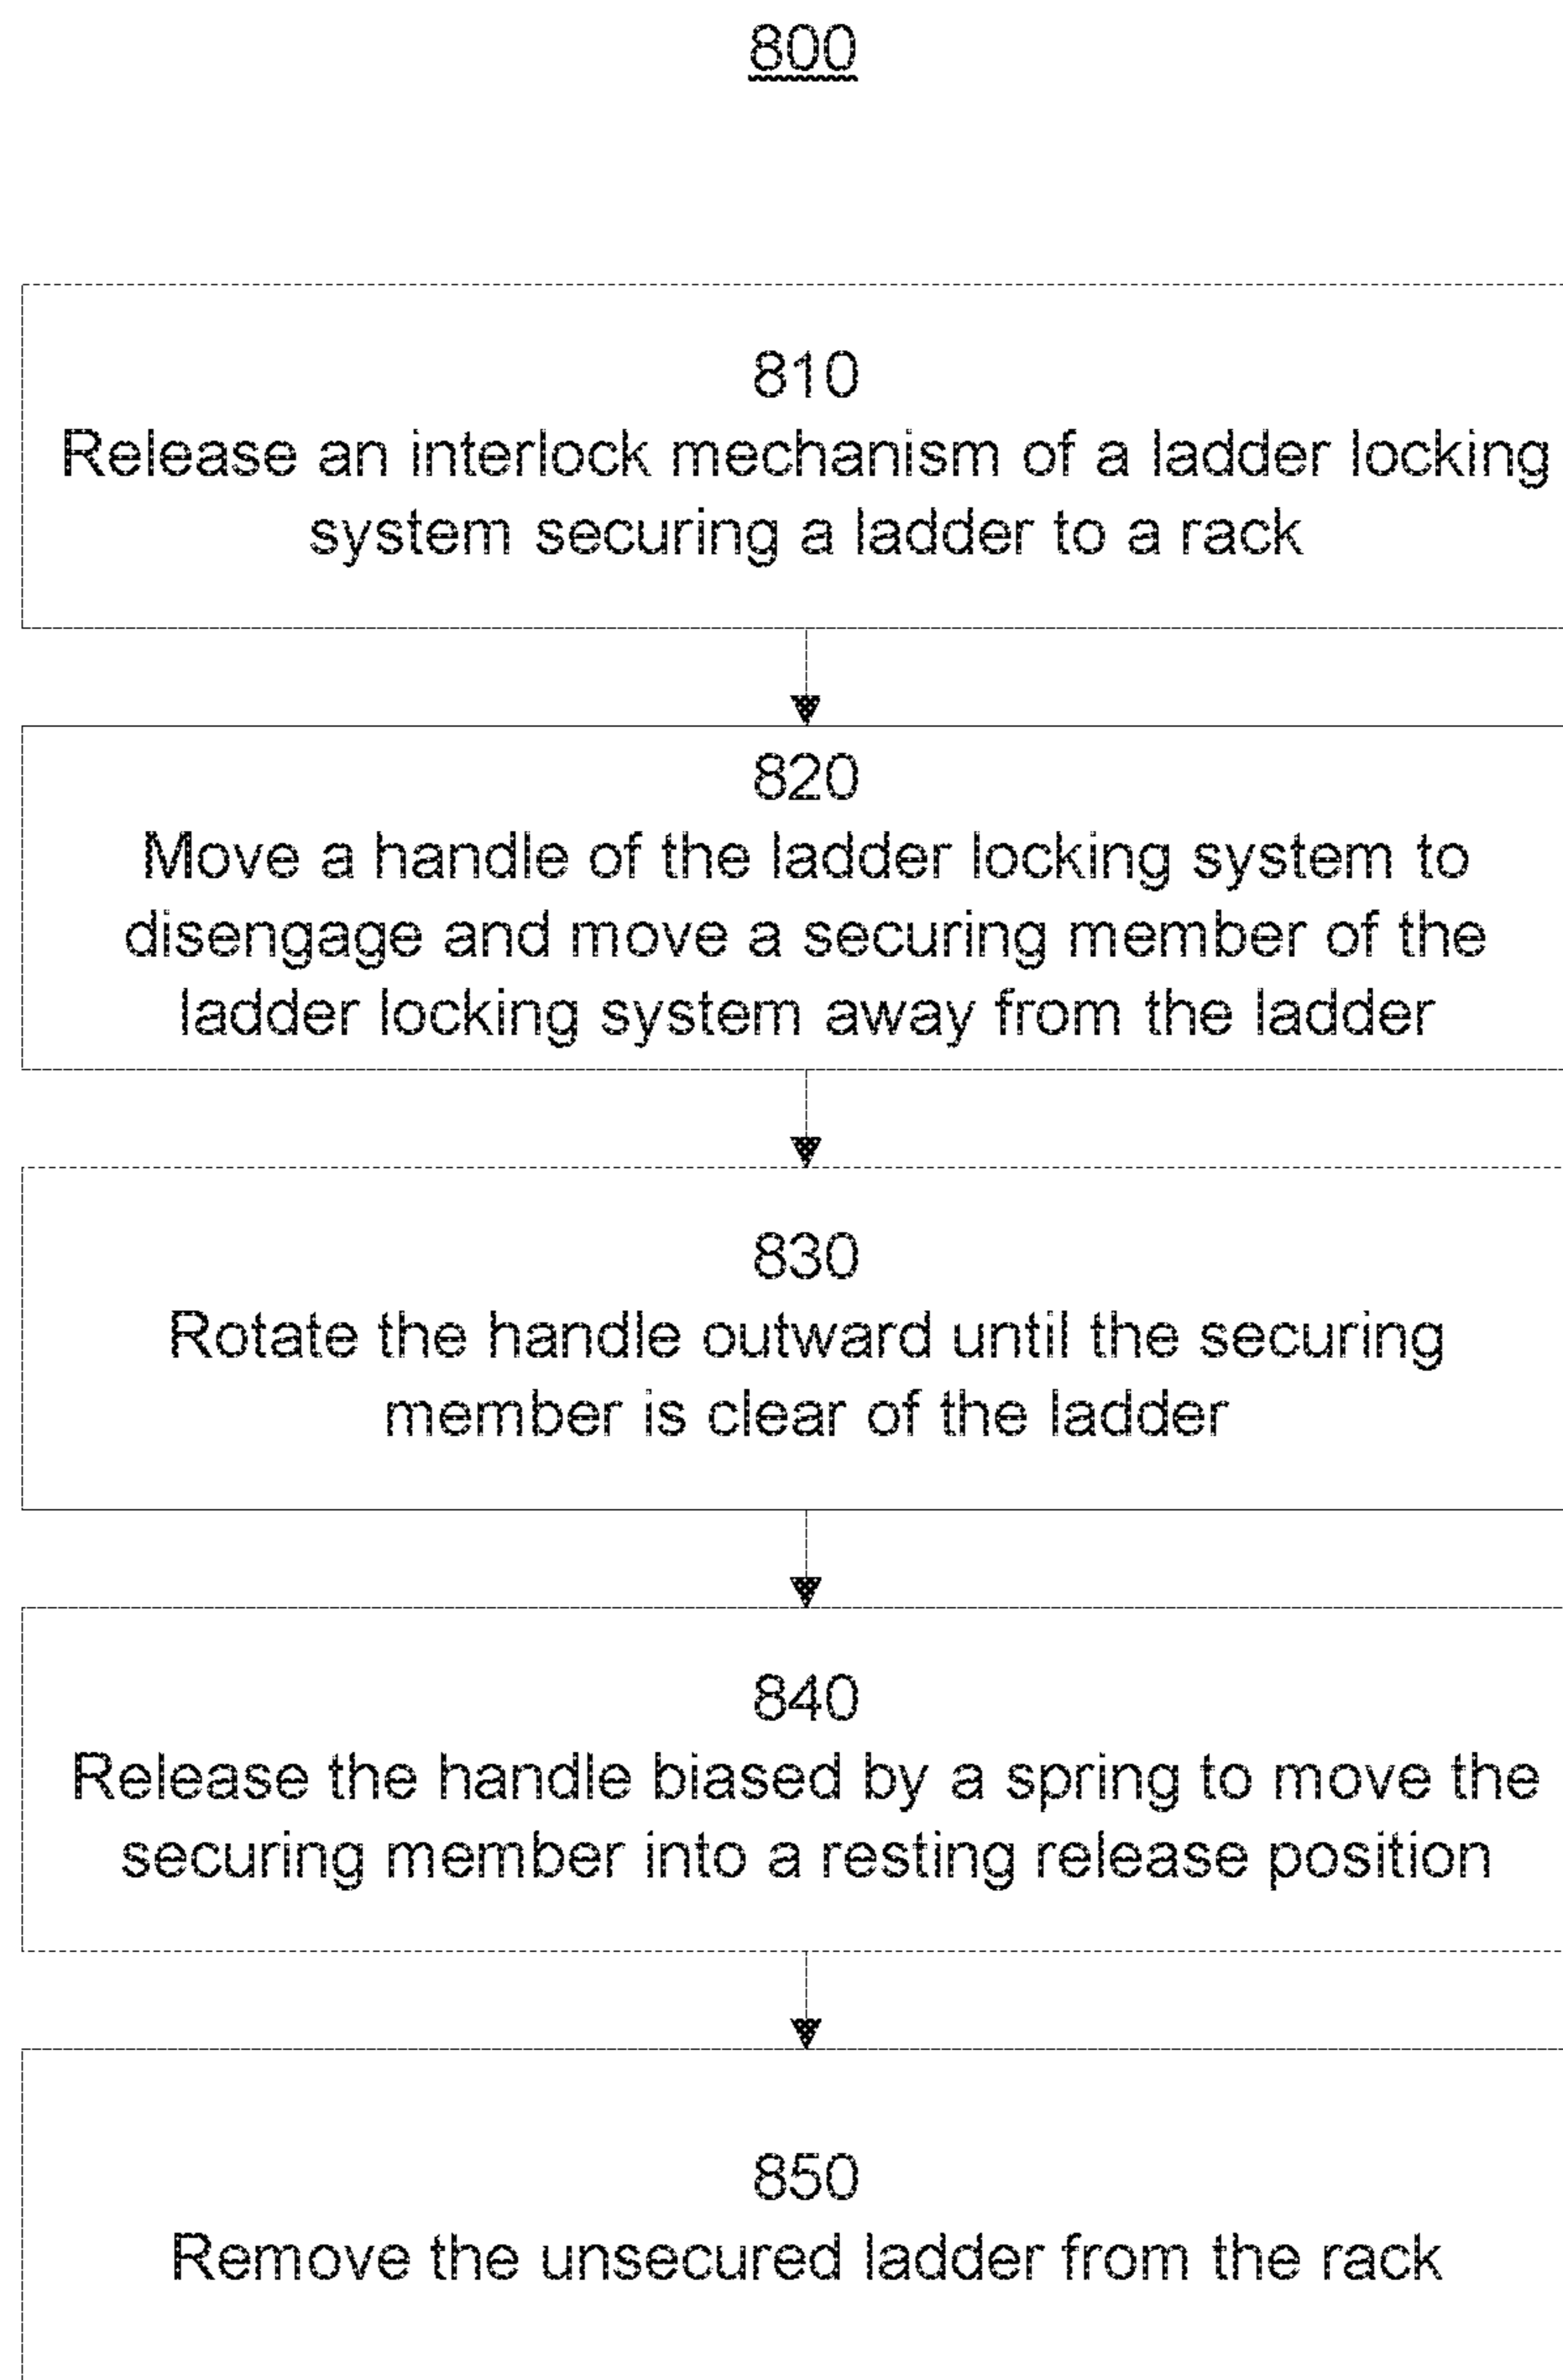 800
810
Release an interlock mechanism of a ladder locking
system securing a ladder to a rack
820
Move a handle of the ladder locking system to
disengage and move a securing member of the
ladder locking system away from the ladder
830
Rotate the handle outward until the securing
member is clear of the ladder
840
Release the handle biased by a spring to move the
securing member into a resting release position
850
Remove the unsecured ladder from the rack